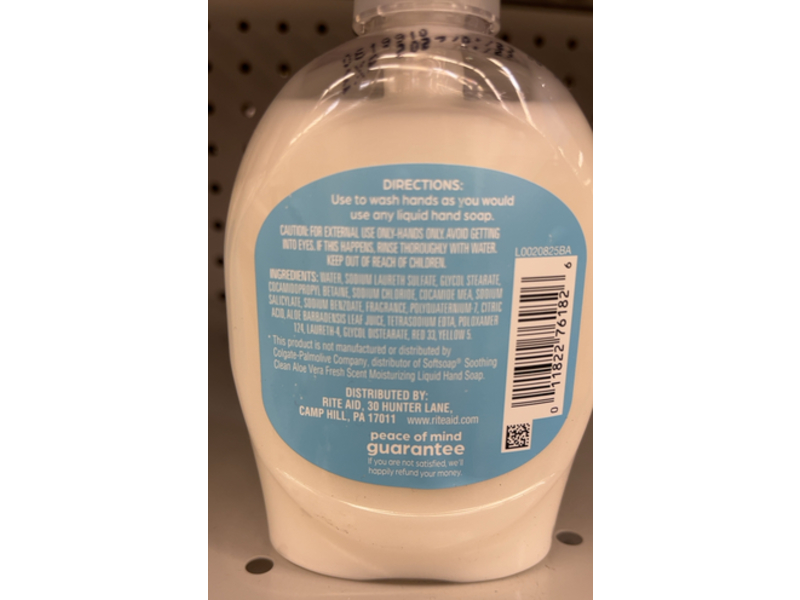 DIRECTIONS:
Use to wash hands as you would
use any liquid hand soap.
CAUTION: FOR EXTERNAL USE ONLY-HANDS ONLY. AVOID GETTING
INTO EYES. IF THIS HAPPENS, RINSE THOROUGHLY WITH WATER.
KEEP OUT OF REACH OF CHILDREN.
INGREDIENTS: WATER, SODIUM LAURETH SULFATE, GLYCOL STEARATE,
COCAMIDOPROPYL BETAINE, SODIUM CHLORIDE, COCAMIDE MEA, SODIUM
SALICYLATE, SODIUM BENZOATE, FRAGRANCE, POLYQUATERNIUM-7, CITRIC
ACID, ALOE BARBADENSIS LEAF JUICE, TETRASODIUM EDTA, POLOXAMER
124, LAURETH-4, GLYCOL DISTEARATE, RED 33, YELLOW 5.
This product is not manufactured or distributed by
Colgate-Palmolive Company, distributor of Softsoap® Soothing
Clean Aloe Vera Fresh Scent Moisturizing Liquid Hand Soap.
DISTRIBUTED BY:
RITE AID, 30 HUNTER LANE,
CAMP HILL, PA 17011 www.riteaid.com
peace of mind
guarantee
If you are not satisfied, we'll
happily refund your money.
L0020825BA
0 11822 76182 6